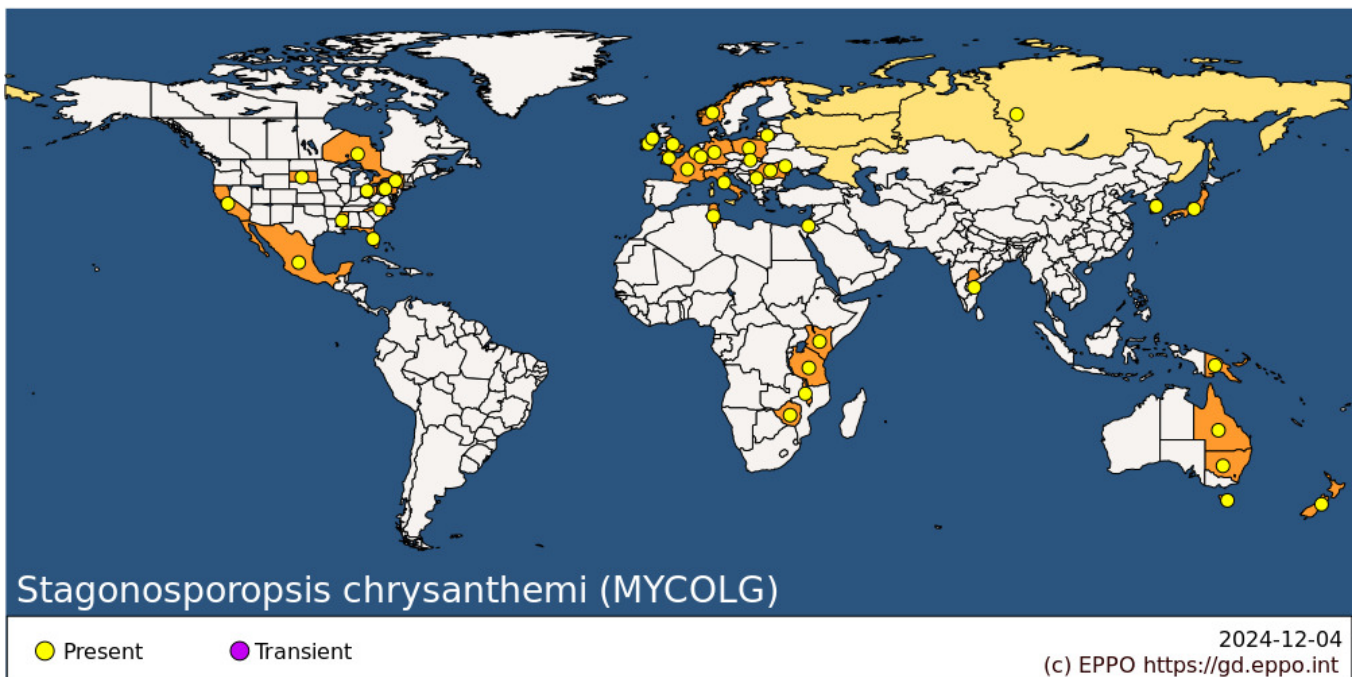 Stagonosporopsis chrysanthemi (MYCOLG)
Present
Transient
2024-12-04
(c) EPPO https://gd.eppo.int